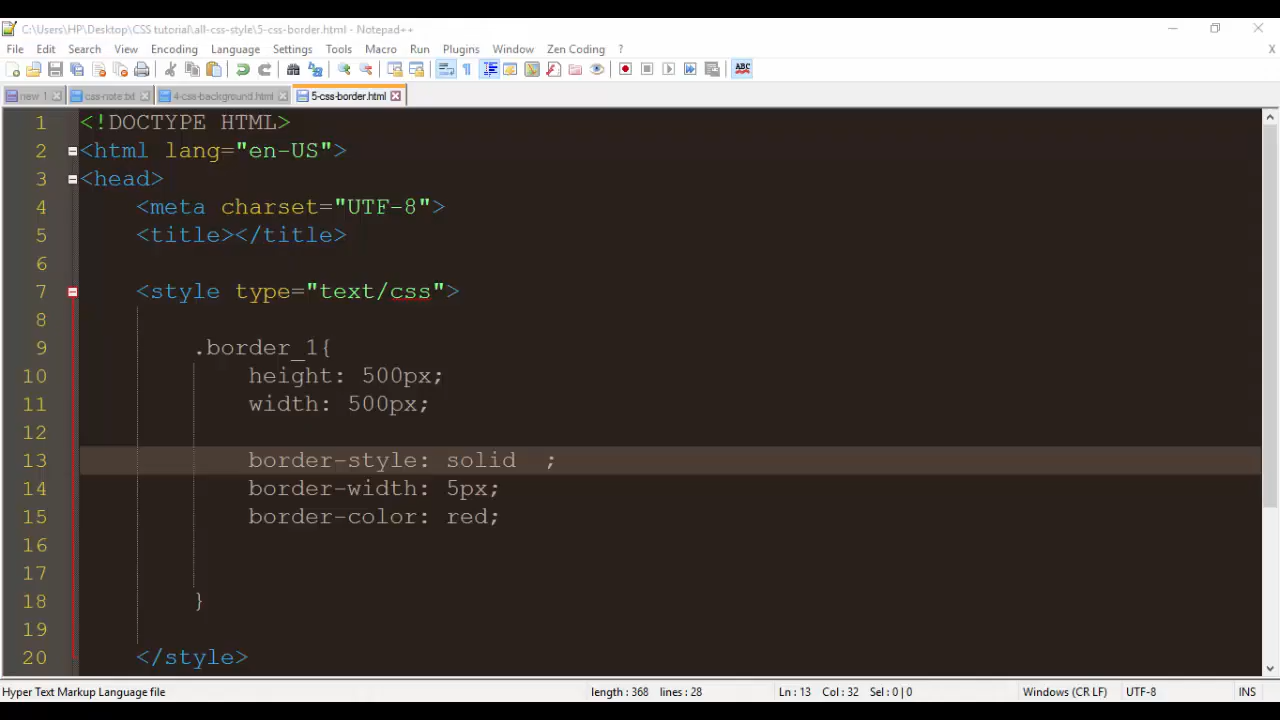 C:\Users\HP\Desktop\CSS tutorial\all-css-style\5-css-border.html - Notepad++
File Edit Search View Encoding Language Settings Tools Macro Run Plugins Window Zen Coding ? X
ABC
new 1 css-note.txt 4-css-background.html 5-css-border.html
1 <!DOCTYPE HTML>
2 <html lang="en-US">
3 <head>
4 <meta charset="UTF-8">
5 <title></title>
6
7 <style type="text/css">
8
9 .border_1{
10 height: 500px;
11 width: 500px;
12
13 border-style: solid  ;
14 border-width: 5px;
15 border-color: red;
16
17
18 }
19
20 </style>
Hyper Text Markup Language file length : 368 lines : 28 Ln : 13 Col : 32 Sel : 0 | 0 Windows (CR LF) UTF-8 INS